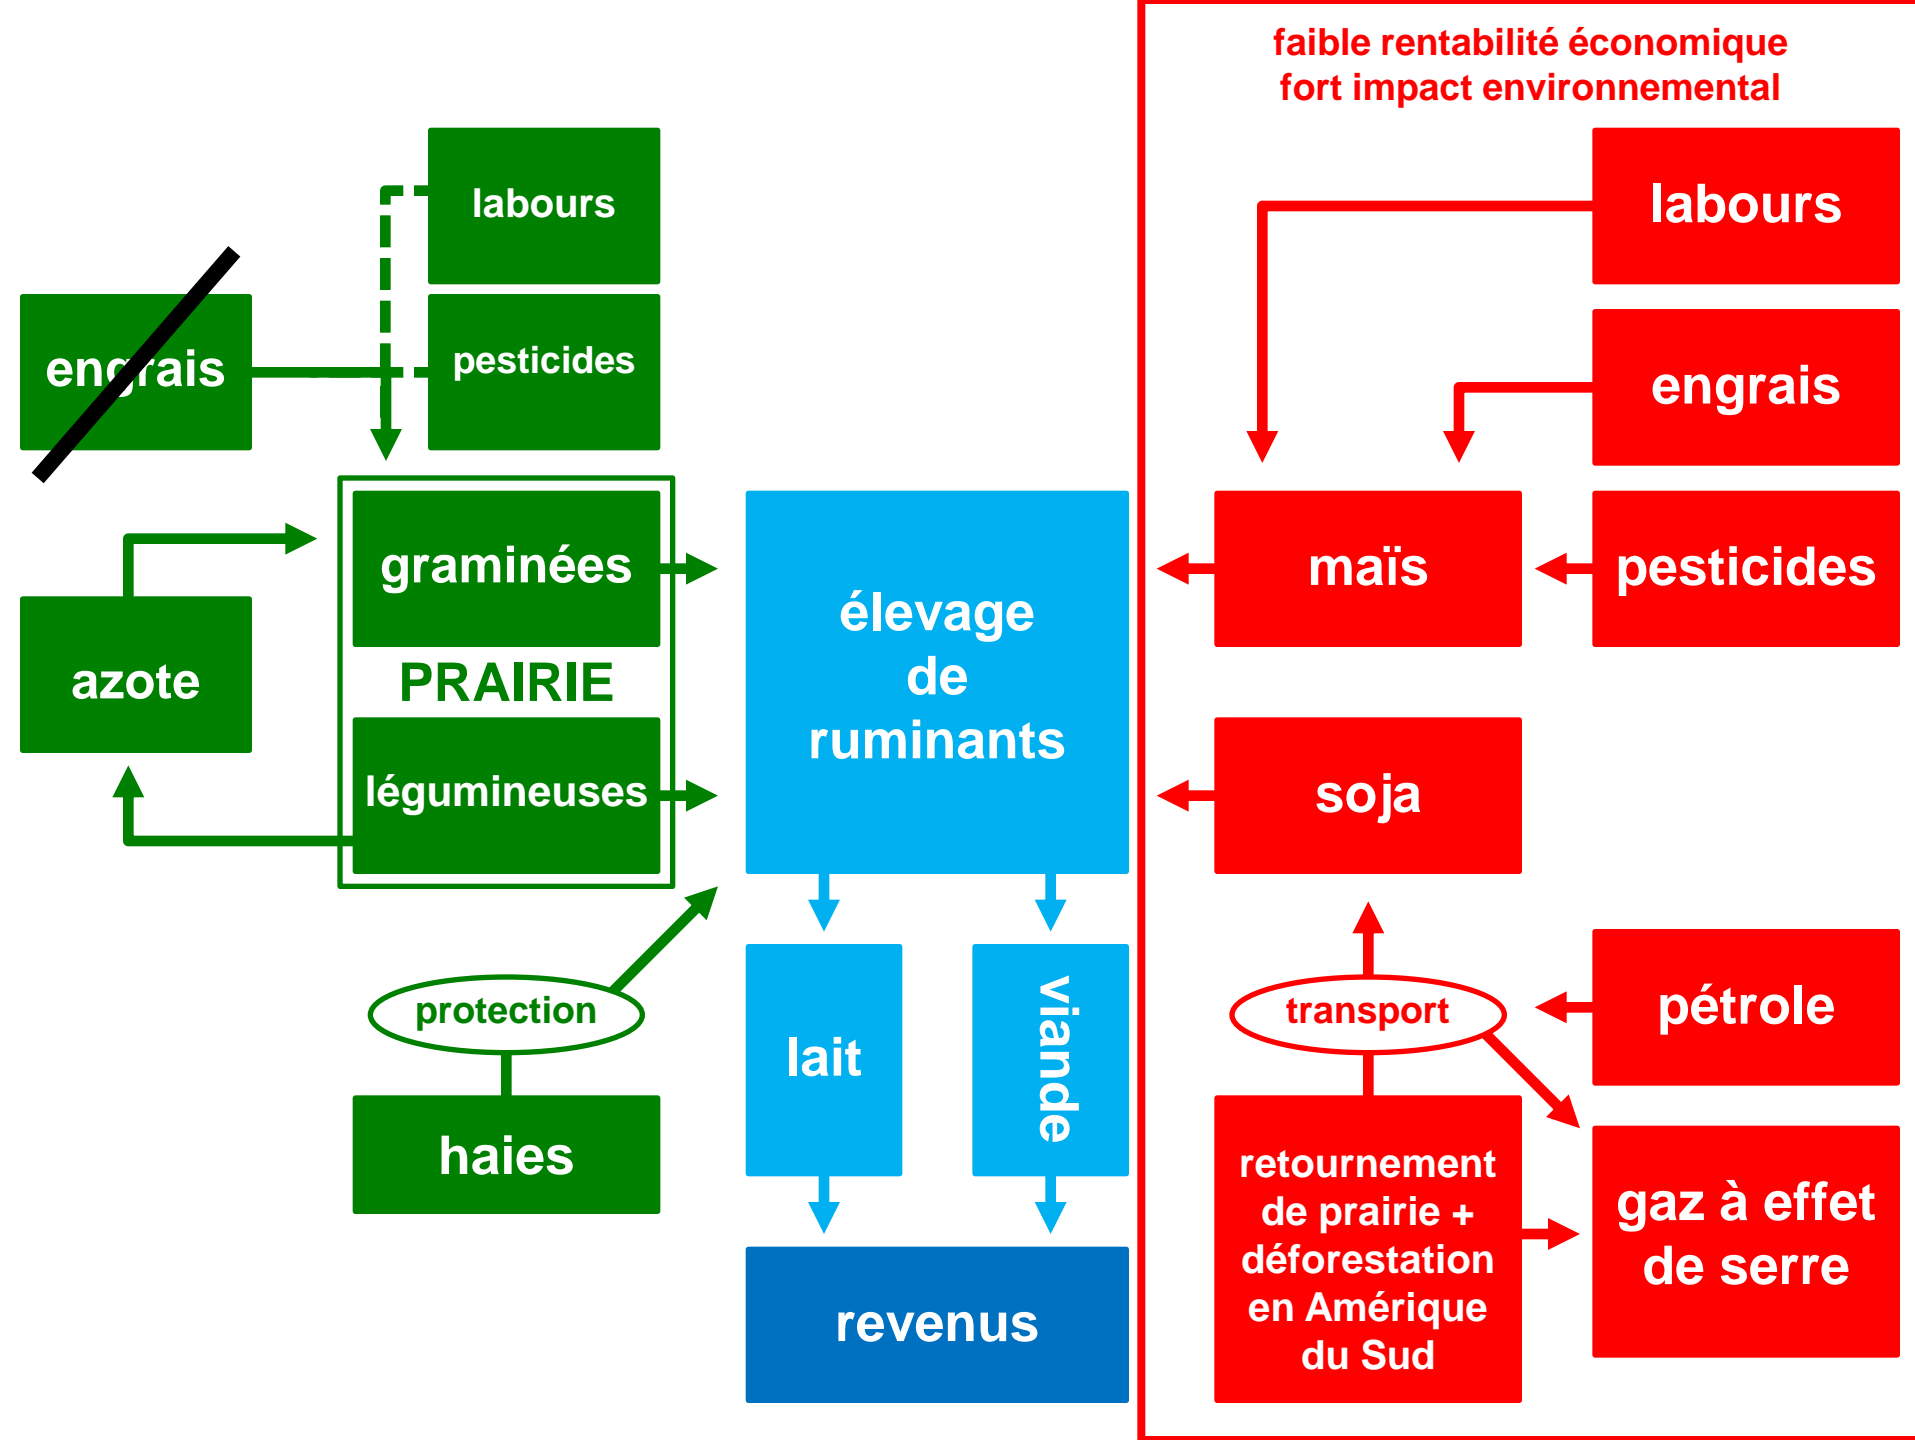 faible rentabilité économique
fort impact environnemental
labours
pesticides
engrais
graminées
PRAIRIE
légumineuses
azote
protection
haies
élevage
de
ruminants
lait
viande
revenus
labours
engrais
maïs
pesticides
soja
transport
pétrole
retournement
de prairie +
déforestation
en Amérique
du Sud
gaz à effet
de serre